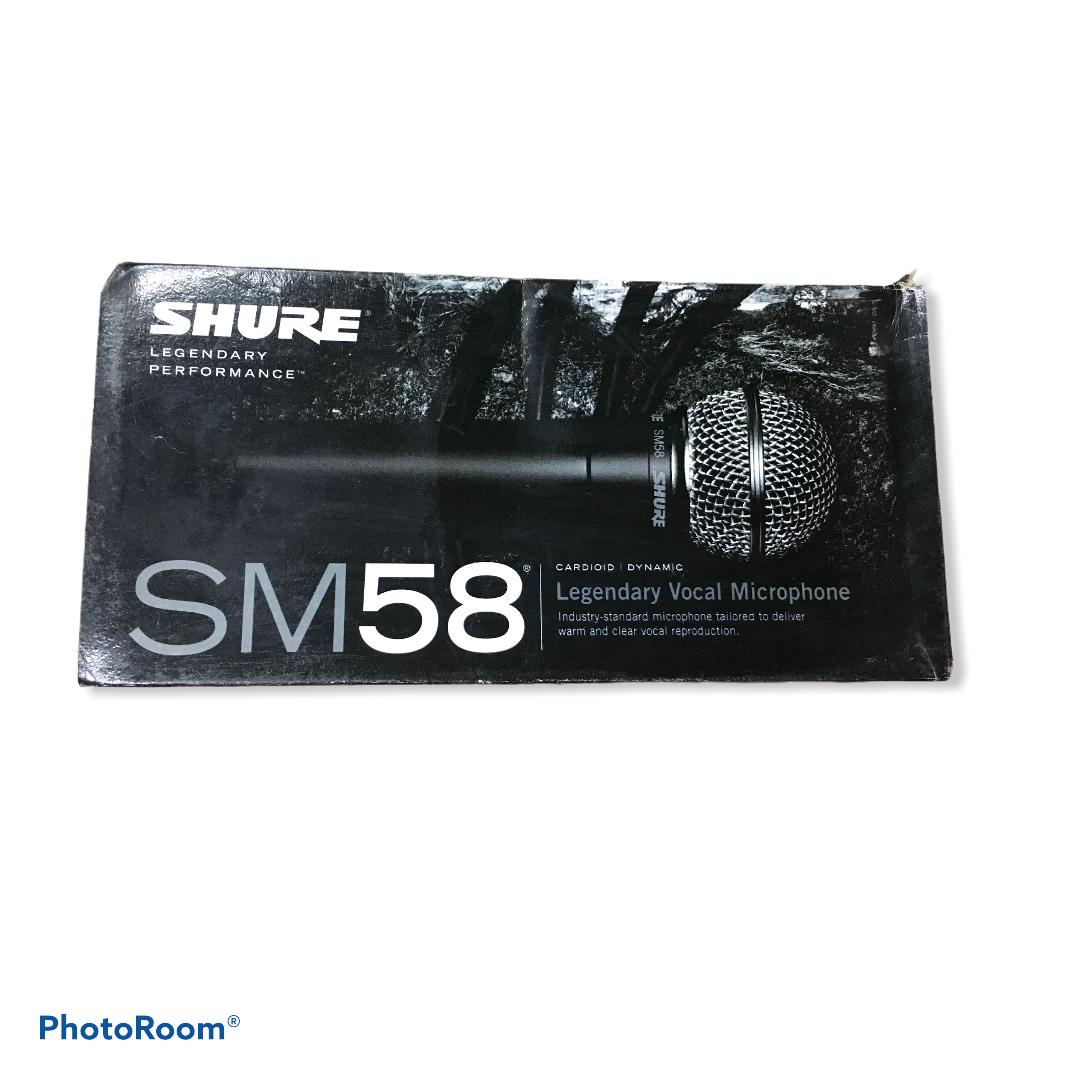 SHURE®
LEGENDARY
PERFORMANCE™
E SM58 SHURE
SM58®
CARDIOID | DYNAMIC
Legendary Vocal Microphone
Industry-standard microphone tailored to deliver
warm and clear vocal reproduction.
PhotoRoom®